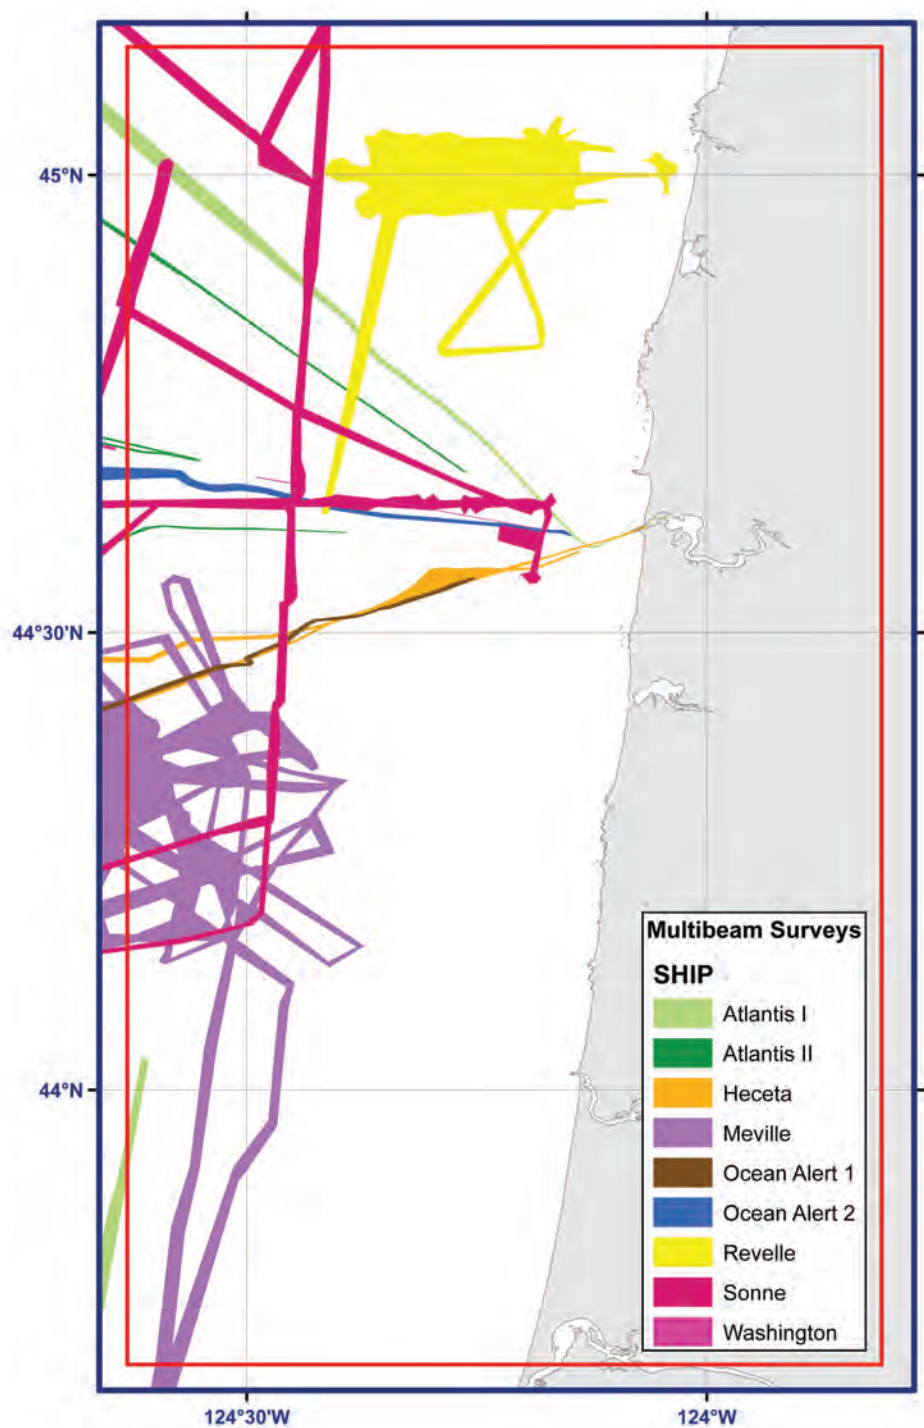 45°N
44°30'N
44°N
Multibeam Surveys
SHIP
Atlantis I
Atlantis II
Heceta
Meville
Ocean Alert 1
Ocean Alert 2
Revelle
Sonne
Washington
124°30'W
124°W